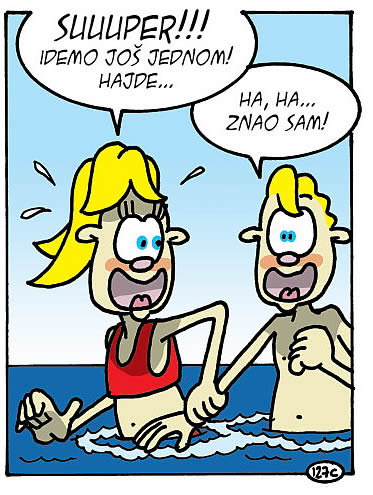 SUUUPER!!!
IDEMO JOŠ JEDNOM!
HAJDE...
HA, HA...
ZNAO SAM!
127C